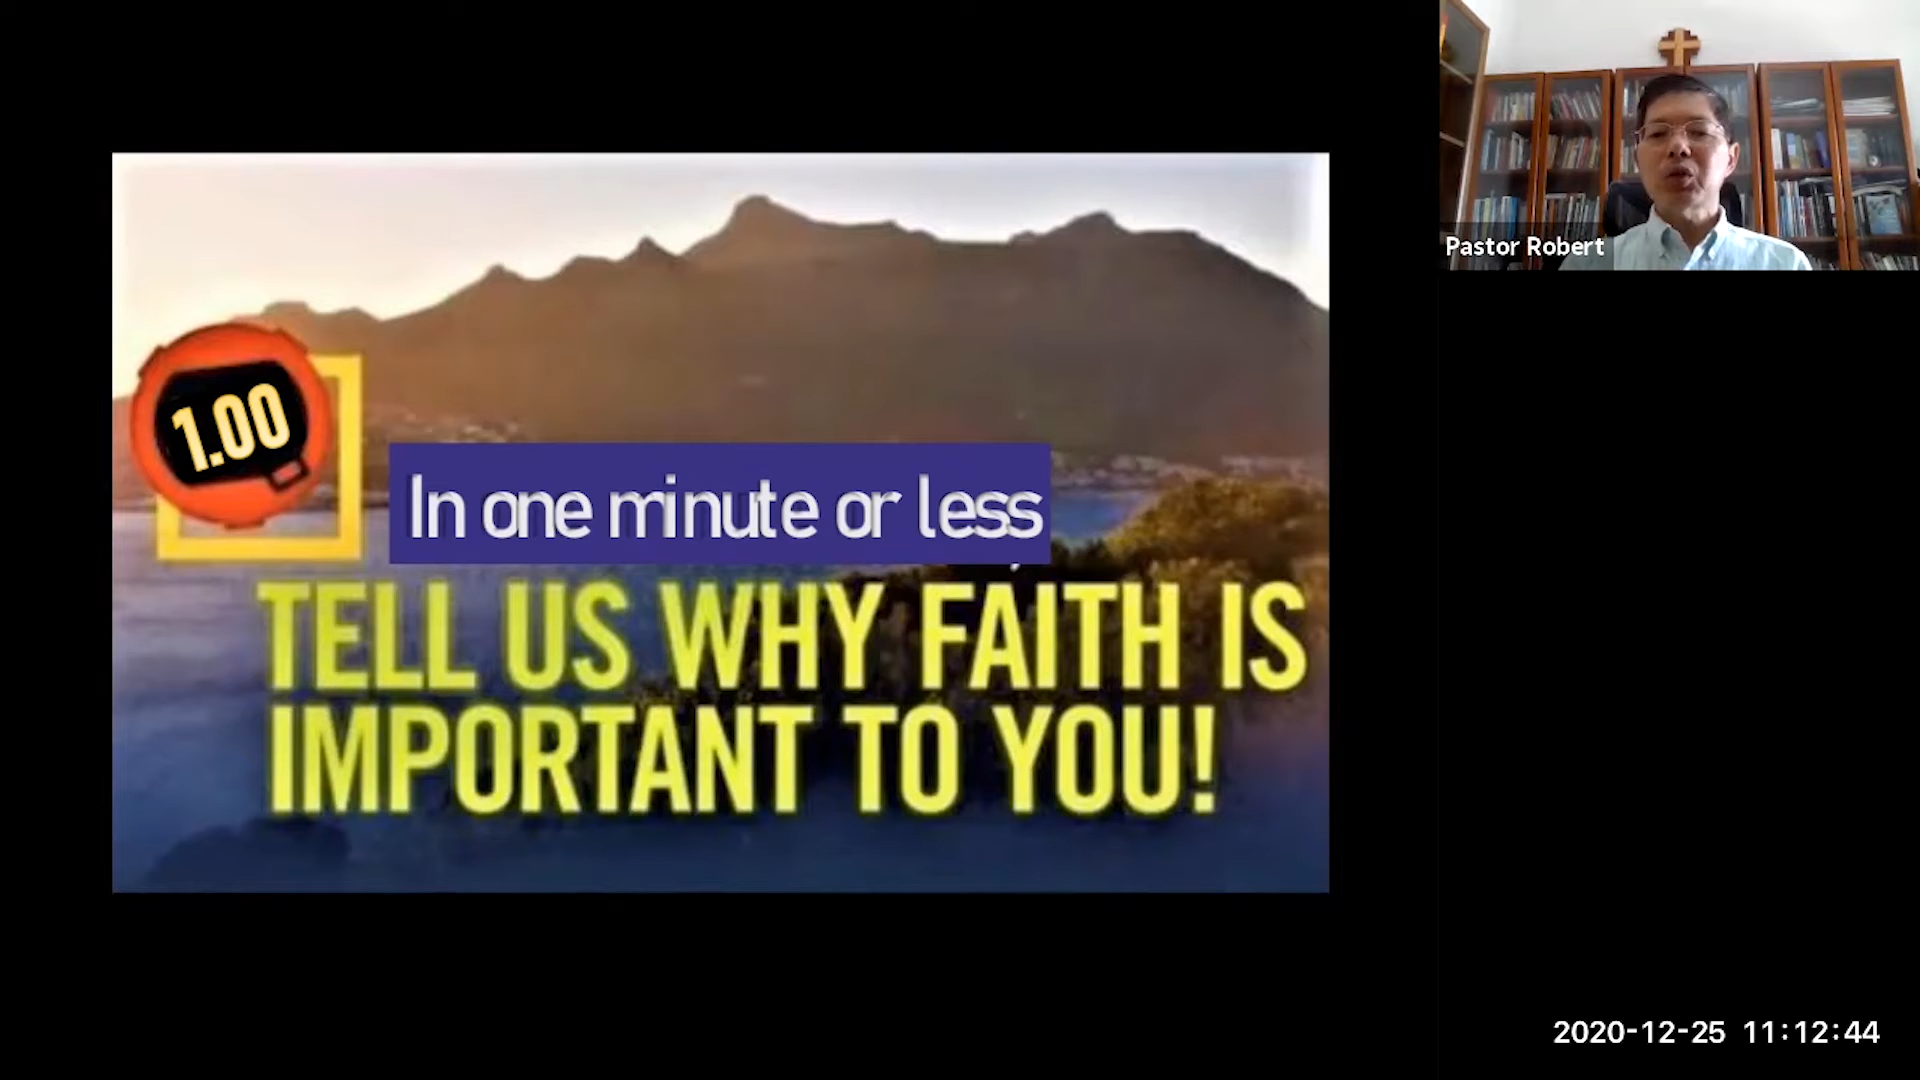 Pastor Robert
1.00
In one minute or less
TELL US WHY FAITH IS
IMPORTANT TO YOU!
2020-12-25 11:12:44